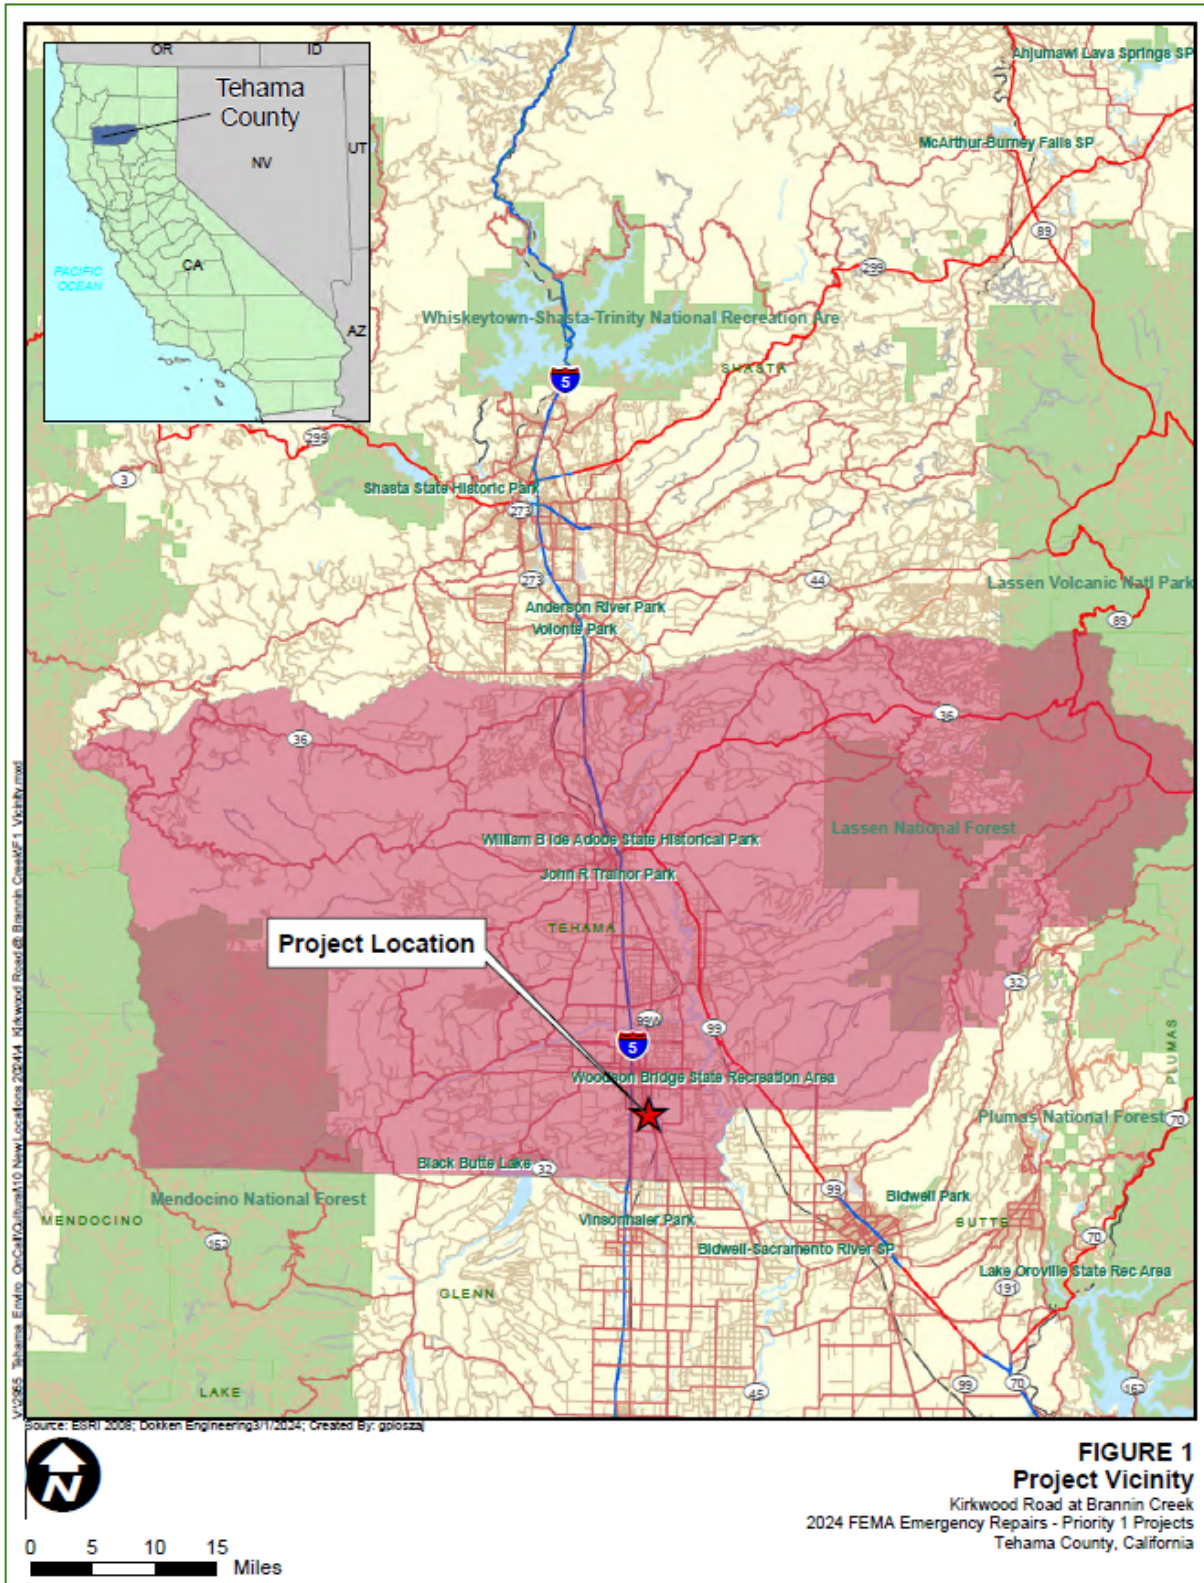 OR
ID
Tehama
County
NV
UT
PACIFIC
OCEAN
CA
AZ
Ahjumawi Lava Springs SP
McArthur-Burney Falls SP
89
299
Whiskeytown-Shasta-Trinity National Recreation Are
SHASTA
5
299
3
Shasta State Historic Park
273
273
44
Lassen Volcanic Natl Park
Anderson River Park
Volonte Park
89
36
36
William B Ide Adobe State Historical Park
Lassen National Forest
John R Trainor Park
TEHAMA
Project Location
32
99W
99
5
PLUMAS
Woodson Bridge State Recreation Area
Plumas National Forest
70
Black Butte Lake
32
Mendocino National Forest
99
Bidwell Park
MENDOCINO
162
Vinsonhaler Park
BUTTE
70
Bidwell-Sacramento River SP
Lake Oroville State Rec Area
GLENN
191
LAKE
45
99
70
162
Source: ESRI 2008; Dokken Engineering3/1/2024; Created By: gploszaj
N
0 5 10 15
Miles
FIGURE 1
Project Vicinity
Kirkwood Road at Brannin Creek
2024 FEMA Emergency Repairs - Priority 1 Projects
Tehama County, California